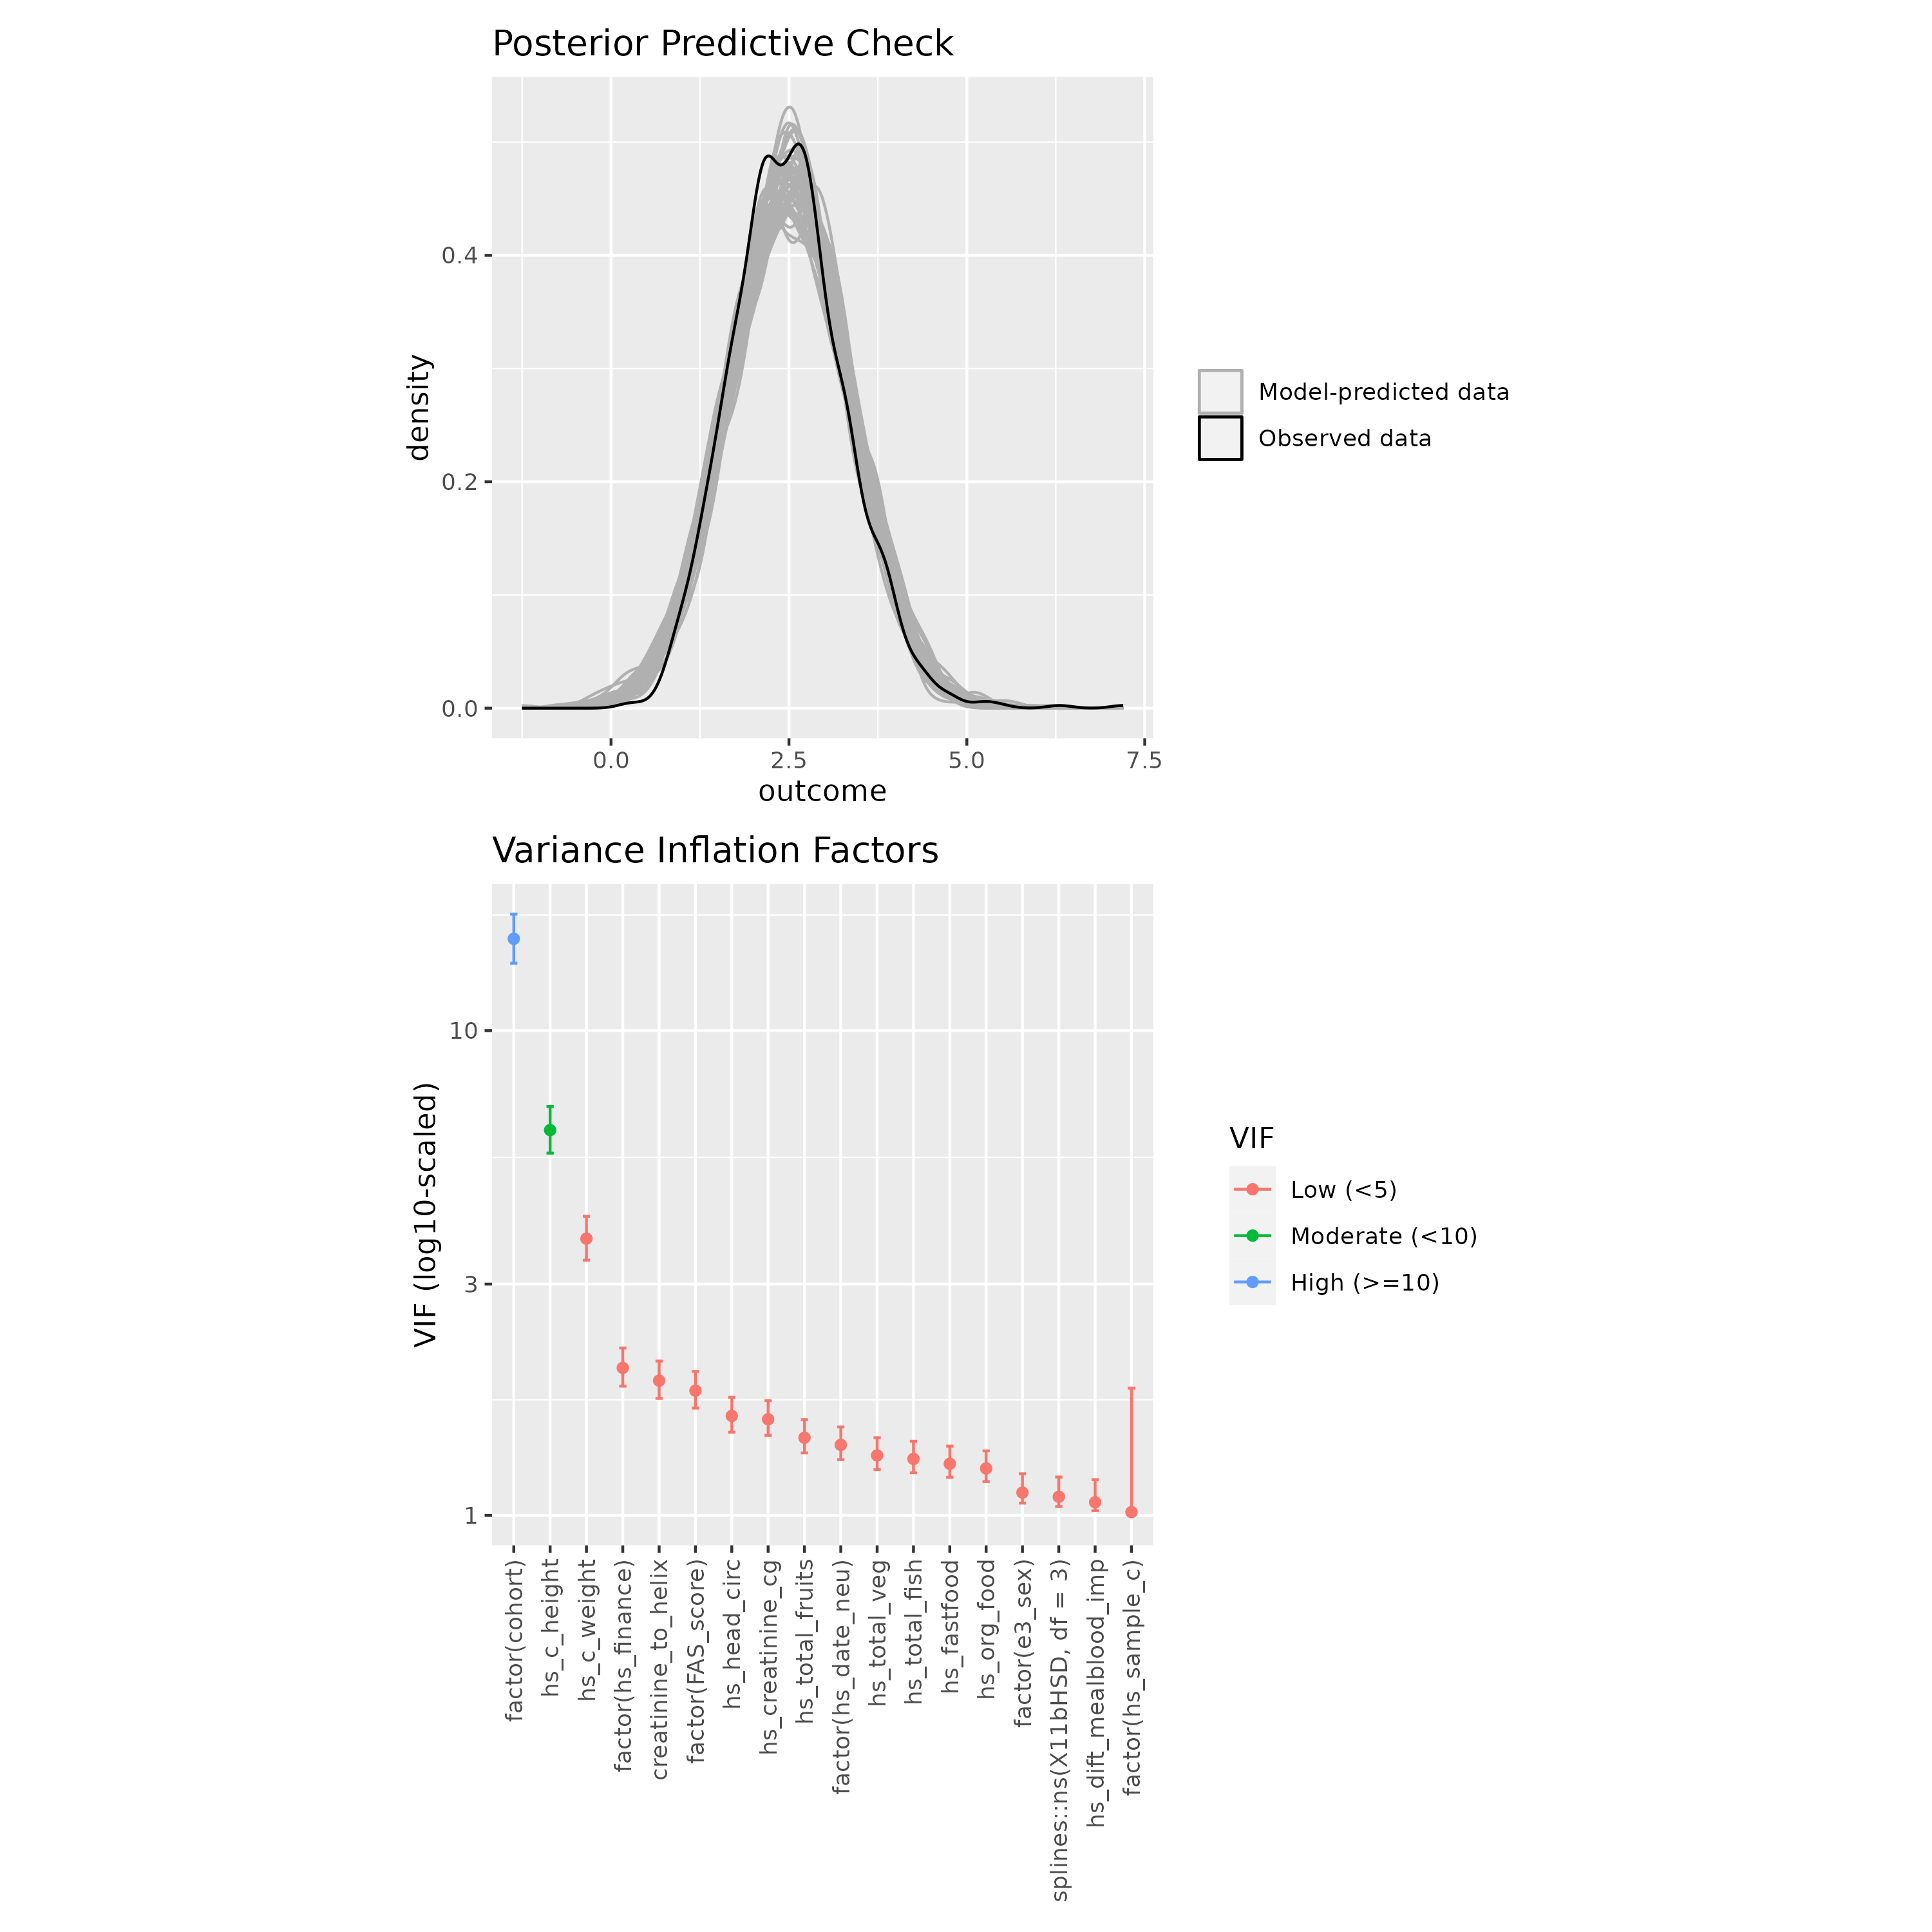 Posterior Predictive Check
density
0.4
0.2
0.0
0.0
2.5
5.0
7.5
outcome
Model-predicted data
Observed data
Variance Inflation Factors
VIF (log10-scaled)
10
3
1
factor(cohort)
hs_c_height
hs_c_weight
factor(hs_finance)
creatinine_to_helix
factor(FAS_score)
hs_head_circ
hs_creatinine_cg
hs_total_fruits
factor(hs_date_neu)
hs_total_veg
hs_total_fish
hs_fastfood
hs_org_food
factor(e3_sex)
splines::ns(X11bHSD, df = 3)
hs_dift_mealblood_imp
factor(hs_sample_c)
VIF
Low (<5)
Moderate (<10)
High (>=10)